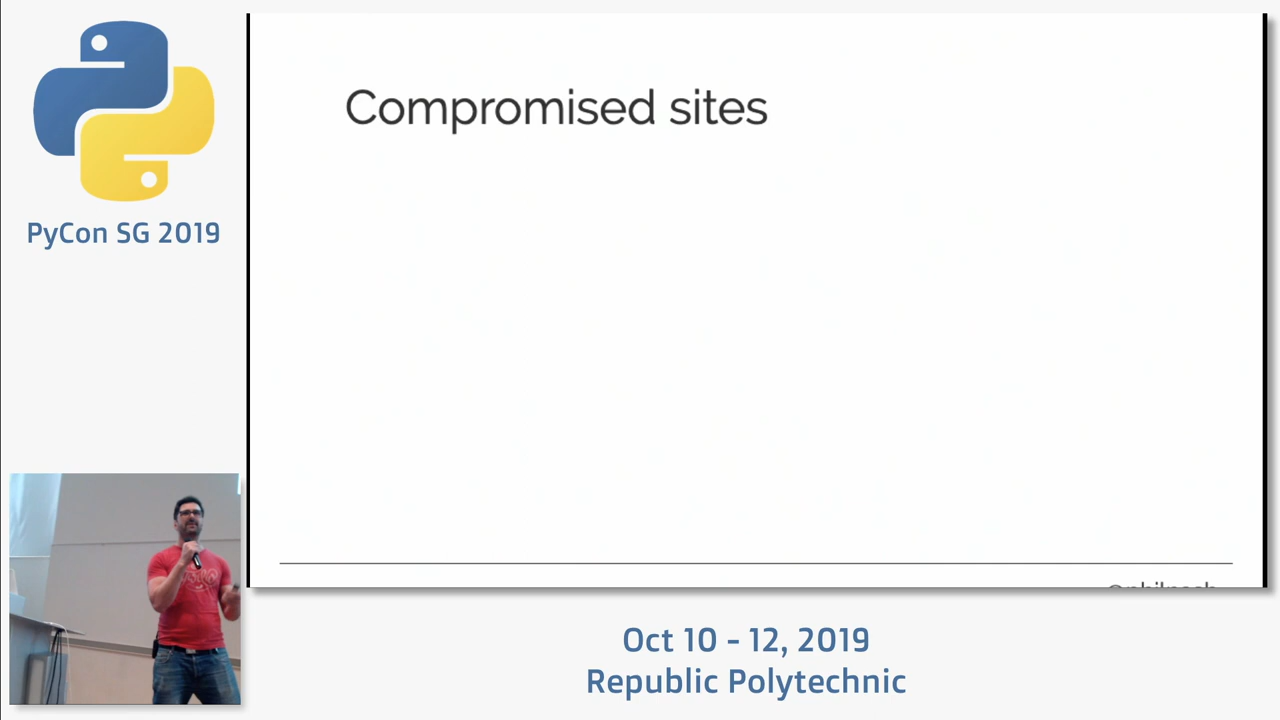 PyCon SG 2019
Compromised sites
Oct 10 - 12, 2019
Republic Polytechnic